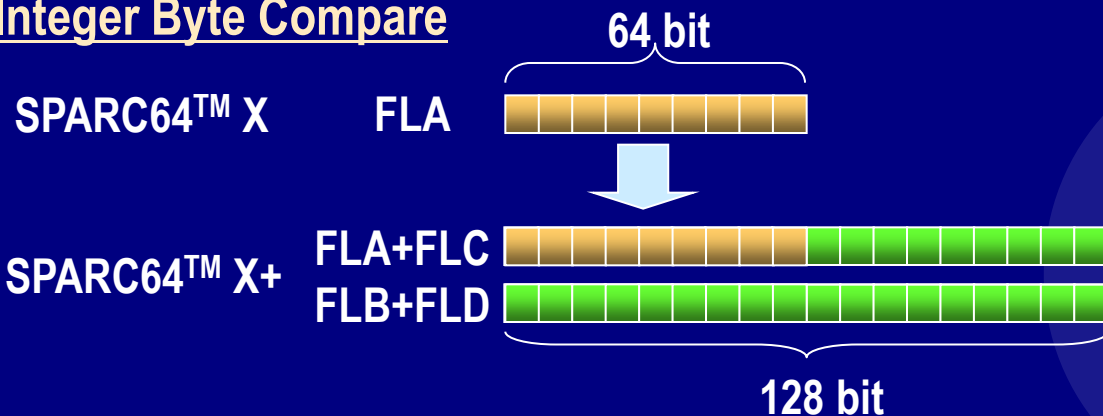 Integer Byte Compare
64 bit
SPARC64TM X FLA
FLA+FLC
SPARC64TM X+
FLB+FLD
128 bit